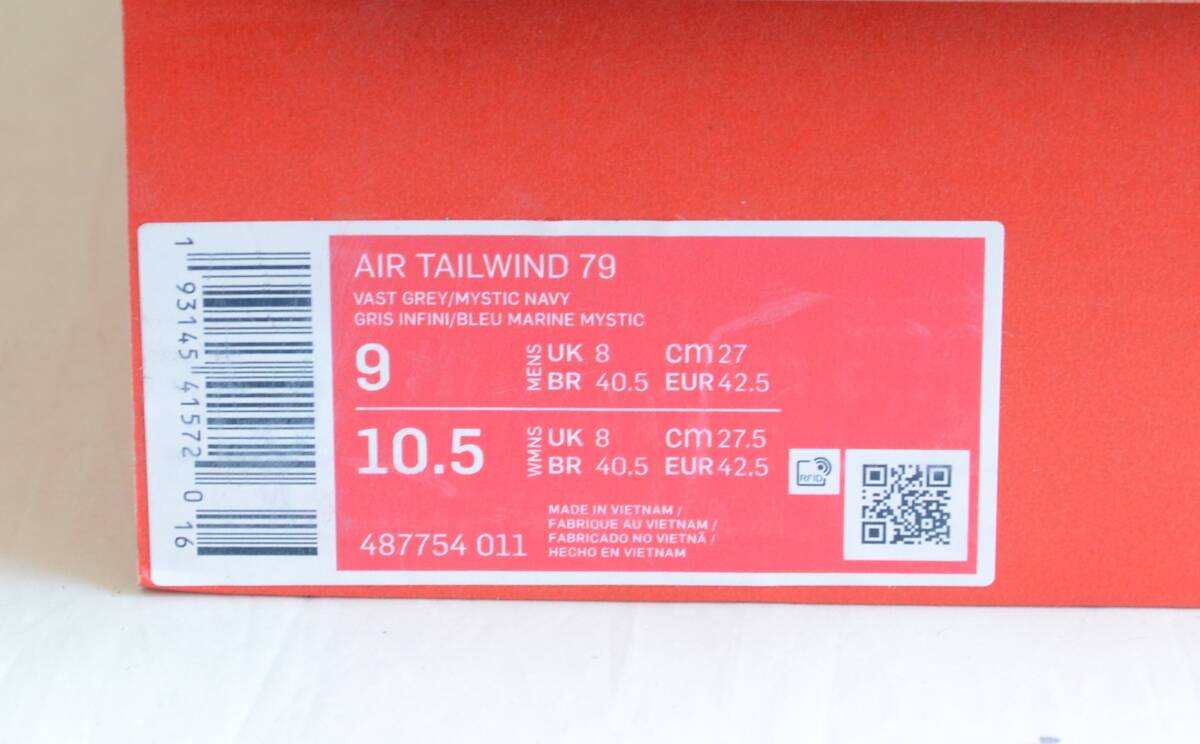 AIR TAILWIND 79
VAST GREY/MYSTIC NAVY
GRIS INFINI/BLEU MARINE MYSTIC
9
MENS
UK 8 cm 27
BR 40.5 EUR 42.5
10.5
WMNS
UK 8 cm 27.5
BR 40.5 EUR 42.5
487754 011
MADE IN VIETNAM /
FABRIQUE AU VIETNAM /
FABRICADO NO VIETNÃ /
HECHO EN VIETNAM
RFID
1 93145 41572 0 16